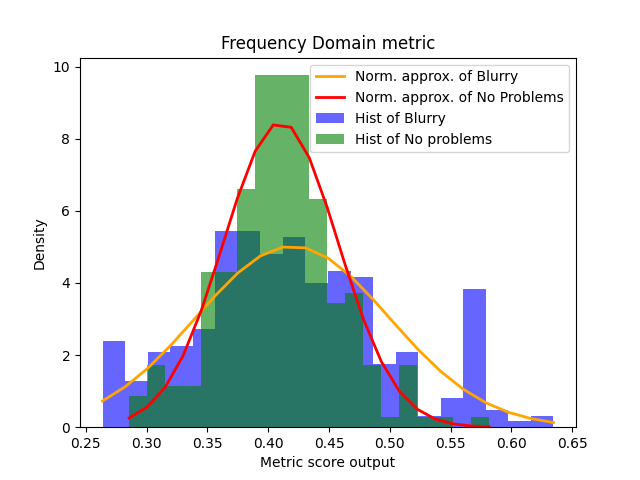 Frequency Domain metric
Norm. approx. of Blurry
Norm. approx. of No Problems
Hist of Blurry
Hist of No problems
Density
10
8
6
4
2
0
0.25 0.30 0.35 0.40 0.45 0.50 0.55 0.60 0.65
Metric score output